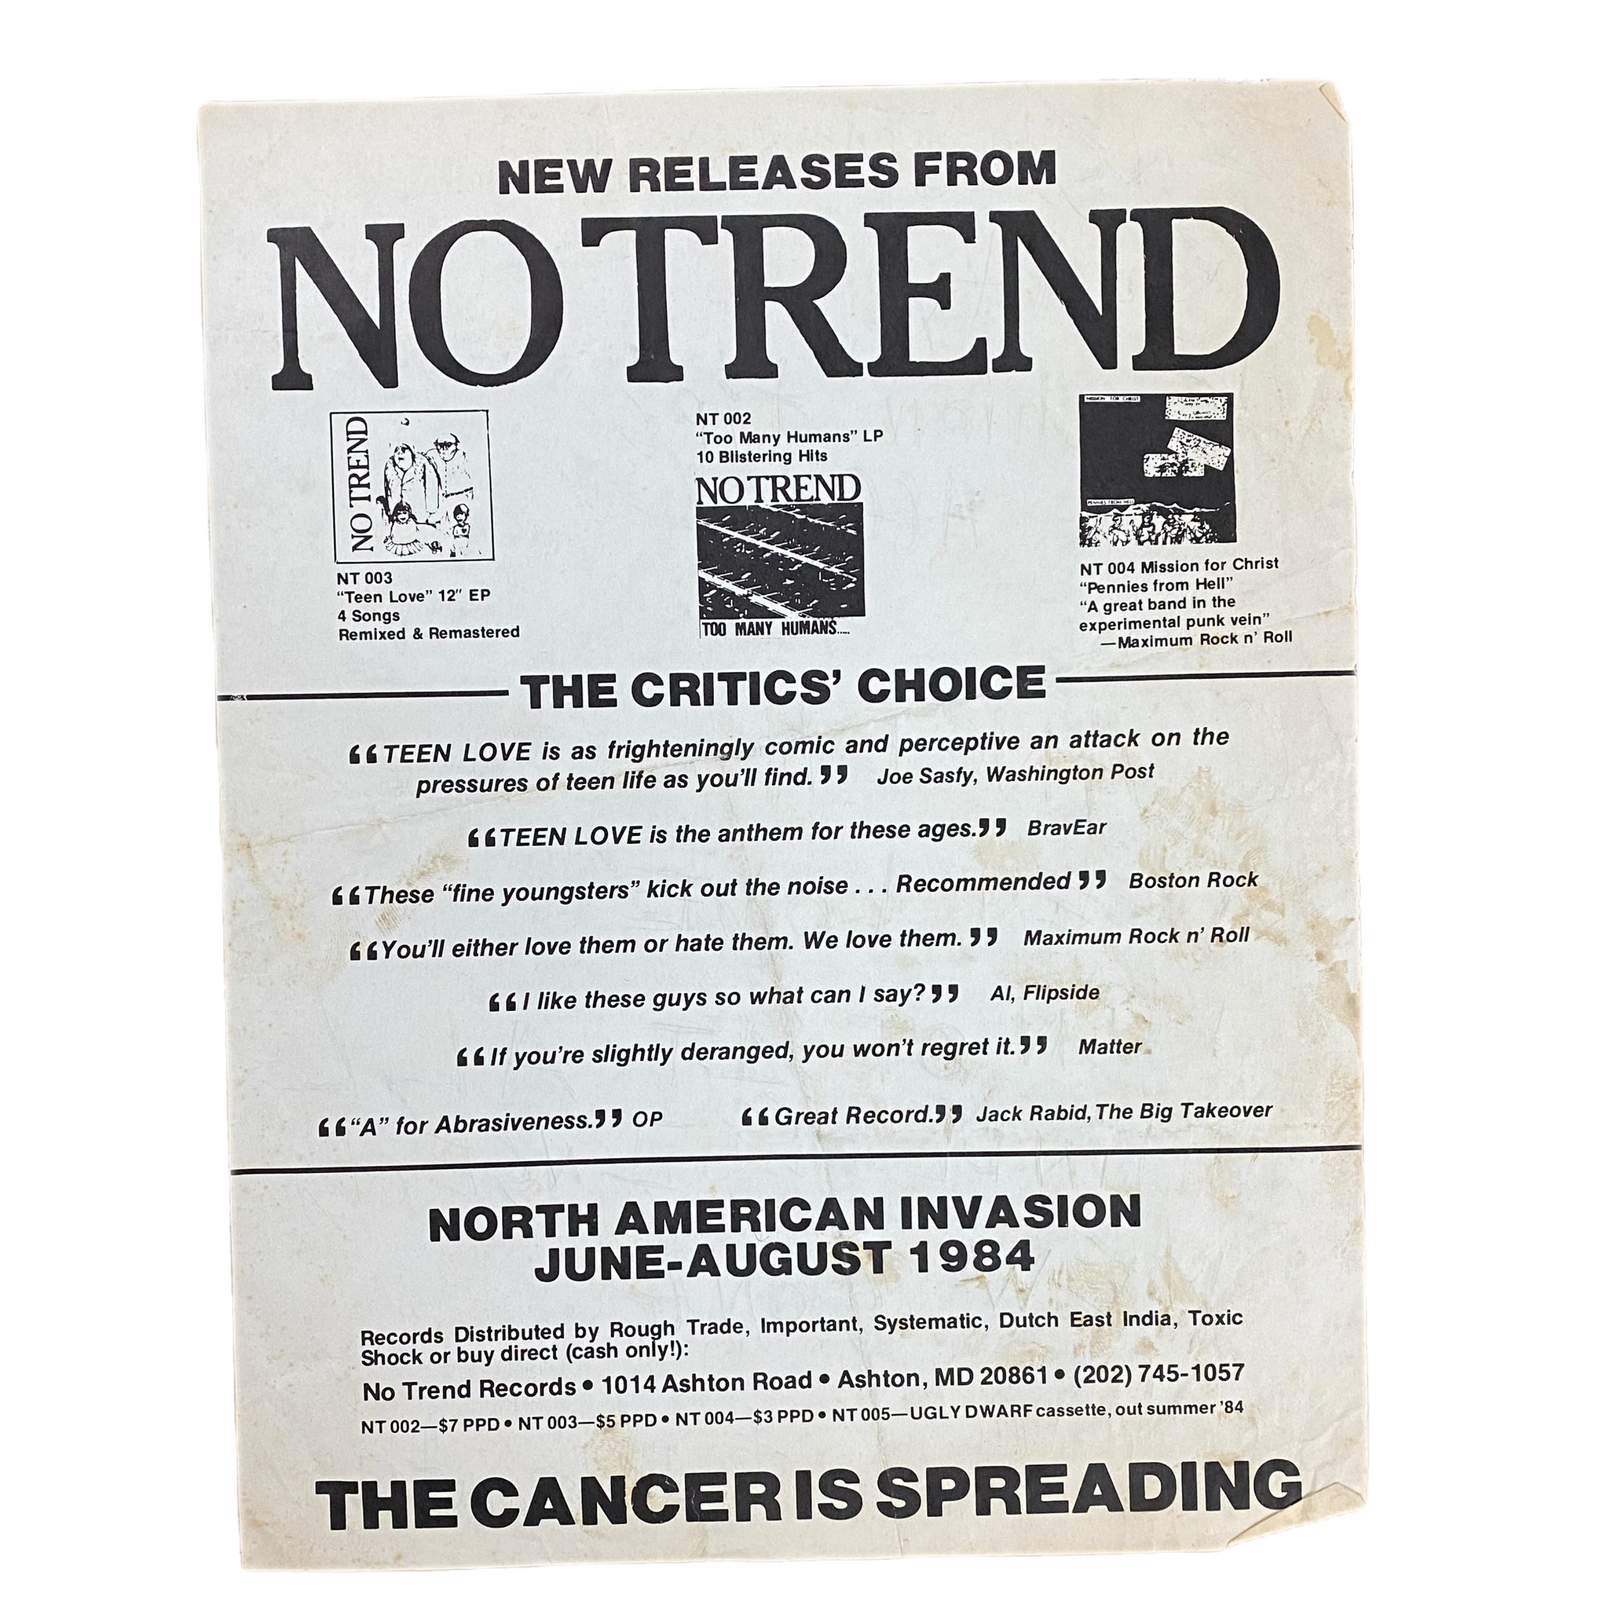 NEW RELEASES FROM
NO TREND
NO TREND
NT 003
“Teen Love” 12″ EP
4 Songs
Remixed & Remastered
NT 002
“Too Many Humans” LP
10 Blistering Hits
NO TREND
TOO MANY HUMANS.....
MISSION FOR CHRIST
PENNIES FROM HELL
NT 004 Mission for Christ
“Pennies from Hell”
“A great band in the
experimental punk vein”
—Maximum Rock n’ Roll
THE CRITICS’ CHOICE
“TEEN LOVE is as frighteningly comic and perceptive an attack on the
pressures of teen life as you’ll find.” Joe Sasfy, Washington Post
“TEEN LOVE is the anthem for these ages.” BravEar
“These “fine youngsters” kick out the noise . . . Recommended” Boston Rock
“You’ll either love them or hate them. We love them.” Maximum Rock n’ Roll
“I like these guys so what can I say?” Al, Flipside
“If you’re slightly deranged, you won’t regret it.” Matter
““A” for Abrasiveness.” OP “Great Record.” Jack Rabid, The Big Takeover
NORTH AMERICAN INVASION
JUNE-AUGUST 1984
Records Distributed by Rough Trade, Important, Systematic, Dutch East India, Toxic
Shock or buy direct (cash only!):
No Trend Records • 1014 Ashton Road • Ashton, MD 20861 • (202) 745-1057
NT 002—$7 PPD • NT 003—$5 PPD • NT 004—$3 PPD • NT 005—UGLY DWARF cassette, out summer ’84
THE CANCER IS SPREADING